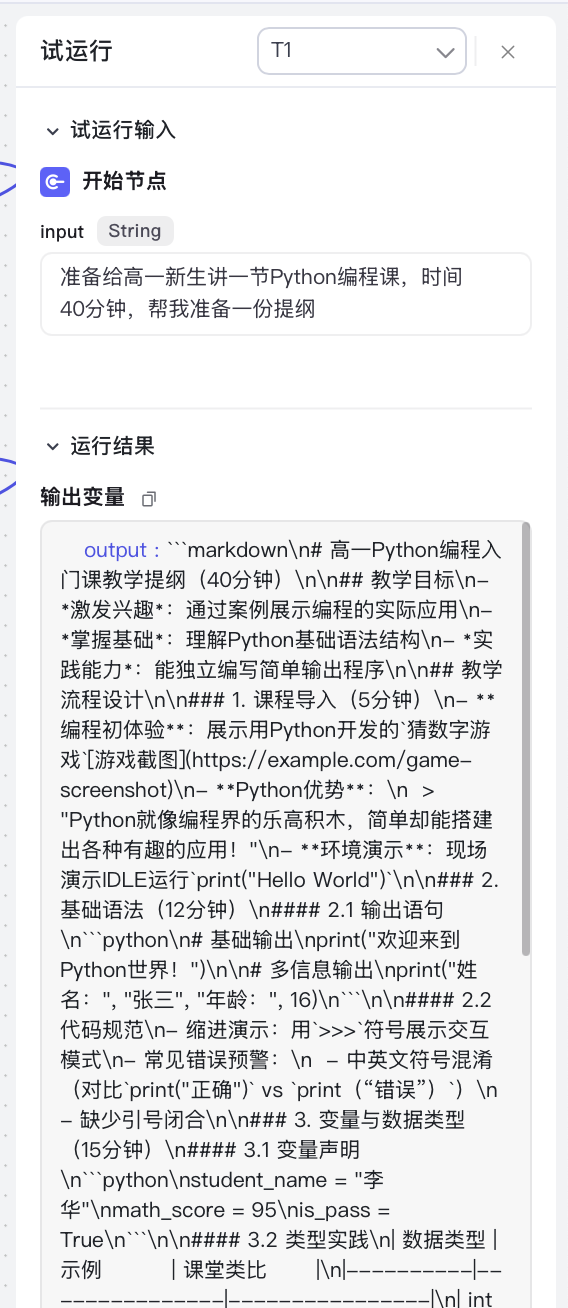 试运行
T1
试运行输入
开始节点
input String
准备给高一新生讲一节Python编程课，时间
40分钟，帮我准备一份提纲
运行结果
输出变量
output : ```markdown\n# 高一Python编程入
门课教学提纲（40分钟）\n\n## 教学目标\n-
*激发兴趣*：通过案例展示编程的实际应用\n-
*掌握基础*：理解Python基础语法结构\n- *实
践能力*：能独立编写简单输出程序\n\n## 教学
流程设计\n\n### 1. 课程导入（5分钟）\n- **
编程初体验**：展示用Python开发的`猜数字游
戏`[游戏截图](https://example.com/game-
screenshot)\n- **Python优势**：\n  >
"Python就像编程界的乐高积木，简单却能搭建
出各种有趣的应用！"\n- **环境演示**：现场
演示IDLE运行`print("Hello World")`\n\n### 2.
基础语法（12分钟）\n#### 2.1 输出语句
\n```python\n# 基础输出\nprint("欢迎来到
Python世界！")\n\n# 多信息输出\nprint("姓
名：", "张三", "年龄：", 16)\n```\n\n#### 2.2
代码规范\n- 缩进演示：用`>>>`符号展示交互
模式\n- 常见错误预警：\n  - 中英文符号混淆
（对比`print("正确")` vs `print（“错误”）`）\n
- 缺少引号闭合\n\n### 3. 变量与数据类型
（15分钟）\n#### 3.1 变量声明
\n```python\nstudent_name = "李
华"\nmath_score = 95\nis_pass =
True\n```\n\n#### 3.2 类型实践\n| 数据类型 |
示例          | 课堂类比       |\n|----------|--
-------------|----------------|\n| int